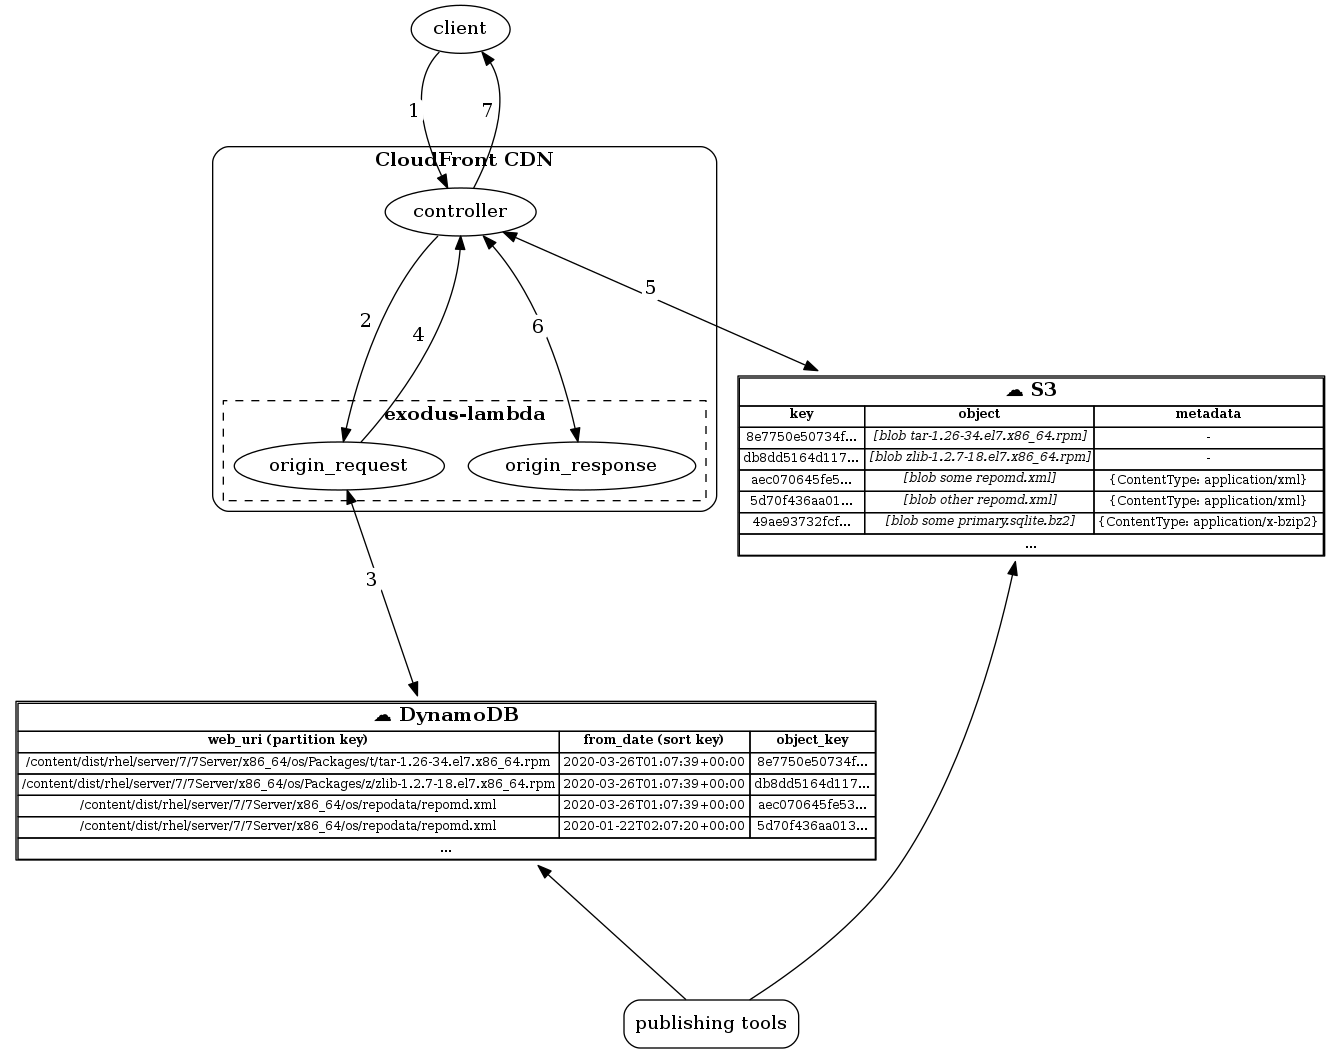 client
1
7
CloudFront CDN
controller
2
4
6
5
exodus-lambda
origin_request
origin_response
☁ S3
key object metadata
8e7750e50734f... [blob tar-1.26-34.el7.x86_64.rpm] -
db8dd5164d117... [blob zlib-1.2.7-18.el7.x86_64.rpm] -
aec070645fe5... [blob some repomd.xml] {ContentType: application/xml}
5d70f436aa01... [blob other repomd.xml] {ContentType: application/xml}
49ae93732fcf... [blob some primary.sqlite.bz2] {ContentType: application/x-bzip2}
...
3
☁ DynamoDB
web_uri (partition key) from_date (sort key) object_key
/content/dist/rhel/server/7/7Server/x86_64/os/Packages/t/tar-1.26-34.el7.x86_64.rpm 2020-03-26T01:07:39+00:00 8e7750e50734f...
/content/dist/rhel/server/7/7Server/x86_64/os/Packages/z/zlib-1.2.7-18.el7.x86_64.rpm 2020-03-26T01:07:39+00:00 db8dd5164d117...
/content/dist/rhel/server/7/7Server/x86_64/os/repodata/repomd.xml 2020-03-26T01:07:39+00:00 aec070645fe53...
/content/dist/rhel/server/7/7Server/x86_64/os/repodata/repomd.xml 2020-01-22T02:07:20+00:00 5d70f436aa013...
...
publishing tools